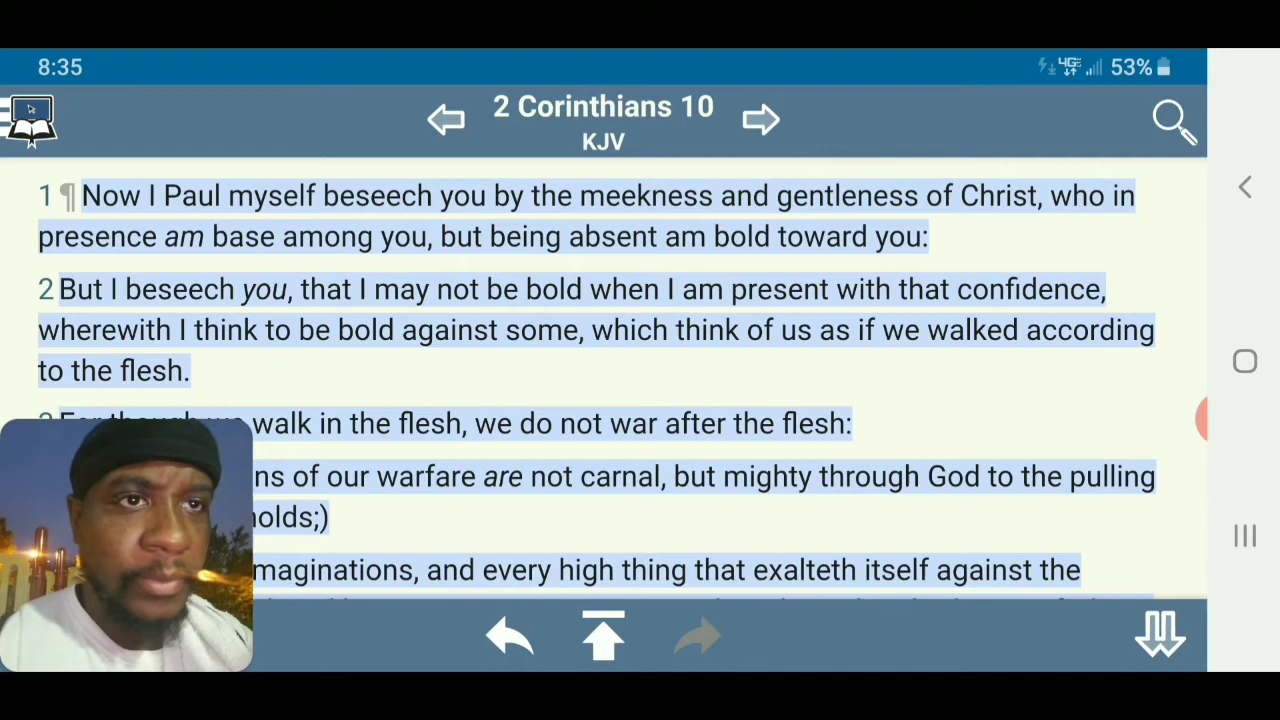 8:35
4G 53%
2 Corinthians 10
KJV
1 ¶ Now I Paul myself beseech you by the meekness and gentleness of Christ, who in
presence am base among you, but being absent am bold toward you:
2 But I beseech you, that I may not be bold when I am present with that confidence,
wherewith I think to be bold against some, which think of us as if we walked according
to the flesh.
walk in the flesh, we do not war after the flesh:
of our warfare are not carnal, but mighty through God to the pulling
maginations, and every high thing that exalteth itself against the